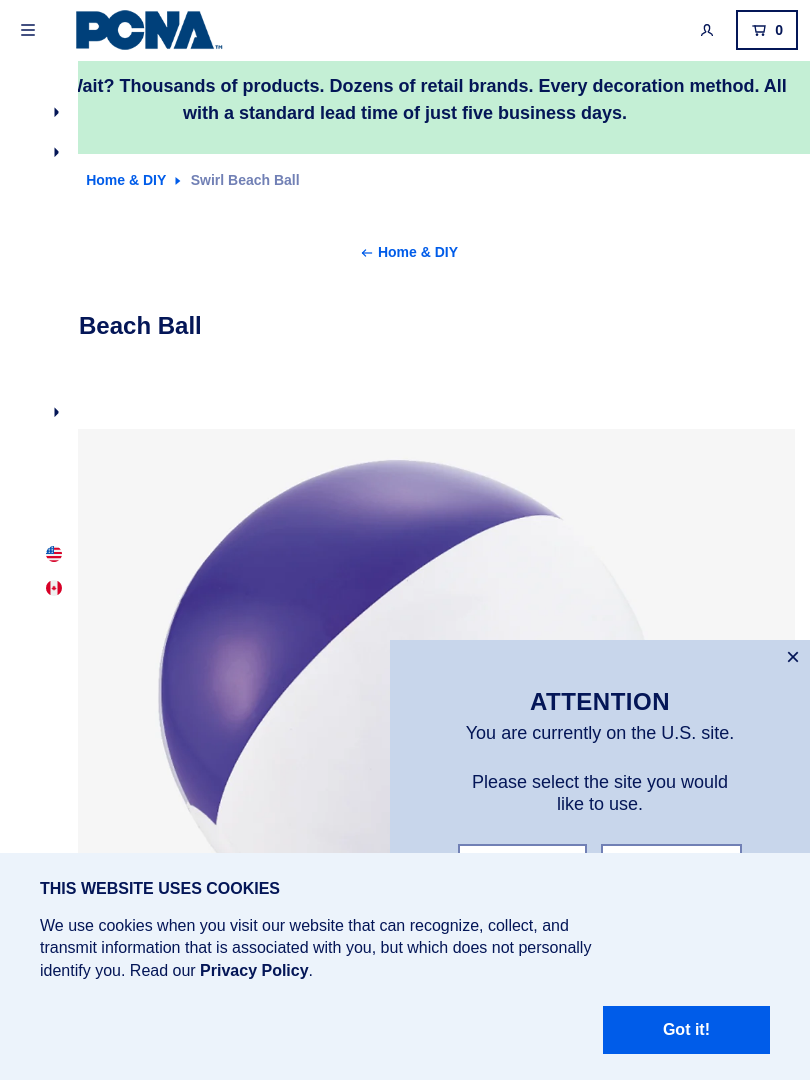 PCNA™
0
Wait? Thousands of products. Dozens of retail brands. Every decoration method. All
with a standard lead time of just five business days.
Home & DIY Swirl Beach Ball
Home & DIY
Beach Ball
ATTENTION
You are currently on the U.S. site.
Please select the site you would
like to use.
THIS WEBSITE USES COOKIES
We use cookies when you visit our website that can recognize, collect, and
transmit information that is associated with you, but which does not personally
identify you. Read our Privacy Policy.
Got it!